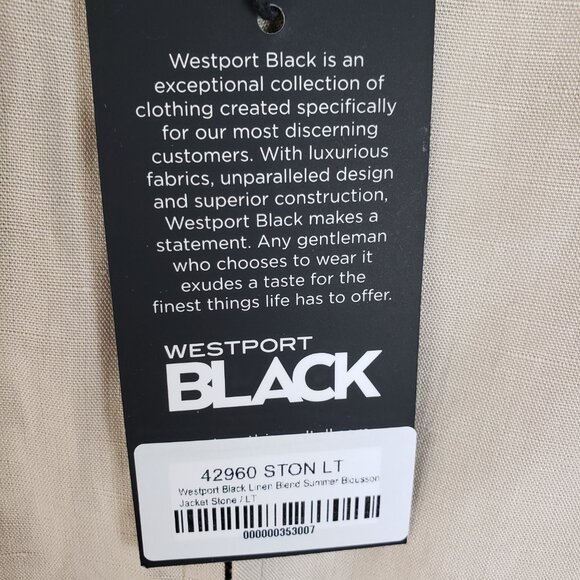 Westport Black is an
exceptional collection of
clothing created specifically
for our most discerning
customers. With luxurious
fabrics, unparalleled design
and superior construction,
Westport Black makes a
statement. Any gentleman
who chooses to wear it
exudes a taste for the
finest things life has to offer.
WESTPORT
BLACK
42960 STON LT
Westport Black Linen Blend Summer Blousson
Jacket Stone / LT
000000353007